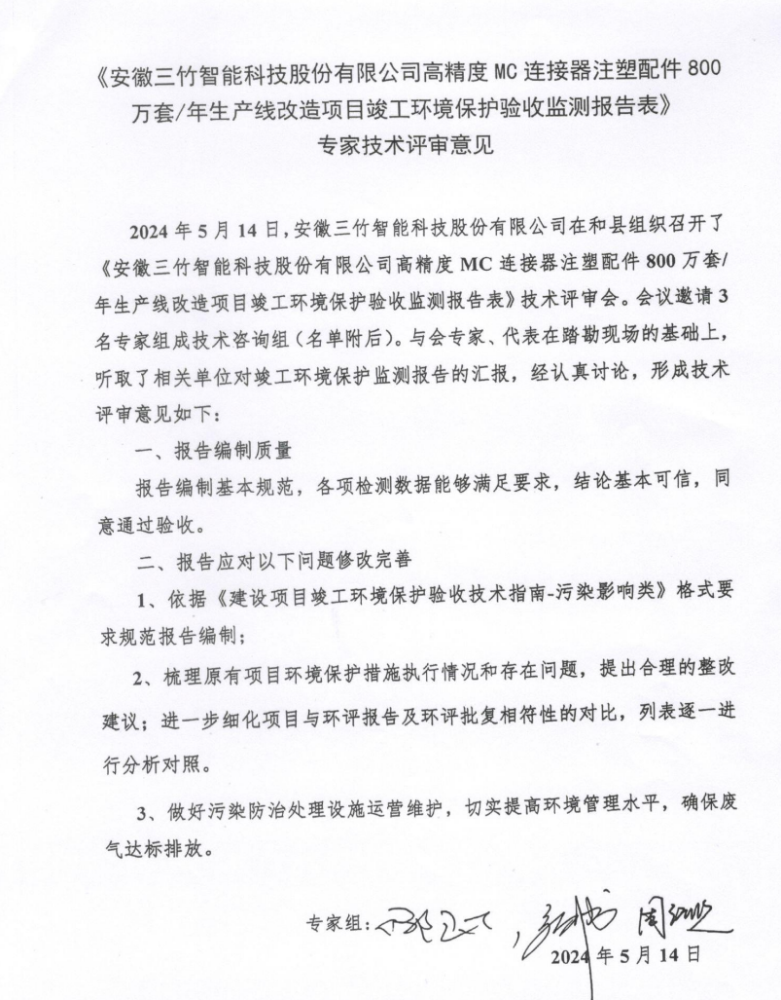 《安徽三竹智能科技股份有限公司高精度 MC 连接器注塑配件 800
万套/年生产线改造项目竣工环境保护验收监测报告表》
专家技术评审意见
2024 年 5 月 14 日,安徽三竹智能科技股份有限公司在和县组织召开了
《安徽三竹智能科技股份有限公司高精度 MC 连接器注塑配件 800 万套/
年生产线改造项目竣工环境保护验收监测报告表》技术评审会。会议邀请 3
名专家组成技术咨询组（名单附后）。与会专家、代表在踏勘现场的基础上，
听取了相关单位对竣工环境保护监测报告的汇报，经认真讨论，形成技术
评审意见如下：
一、报告编制质量
报告编制基本规范，各项检测数据能够满足要求，结论基本可信，同
意通过验收。
二、报告应对以下问题修改完善
1、依据《建设项目竣工环境保护验收技术指南-污染影响类》格式要
求规范报告编制；
2、梳理原有项目环境保护措施执行情况和存在问题，提出合理的整改
建议；进一步细化项目与环评报告及环评批复相符性的对比，列表逐一进
行分析对照。
3、做好污染防治处理设施运营维护，切实提高环境管理水平，确保废
气达标排放。
专家组：
2024 年 5 月 14 日